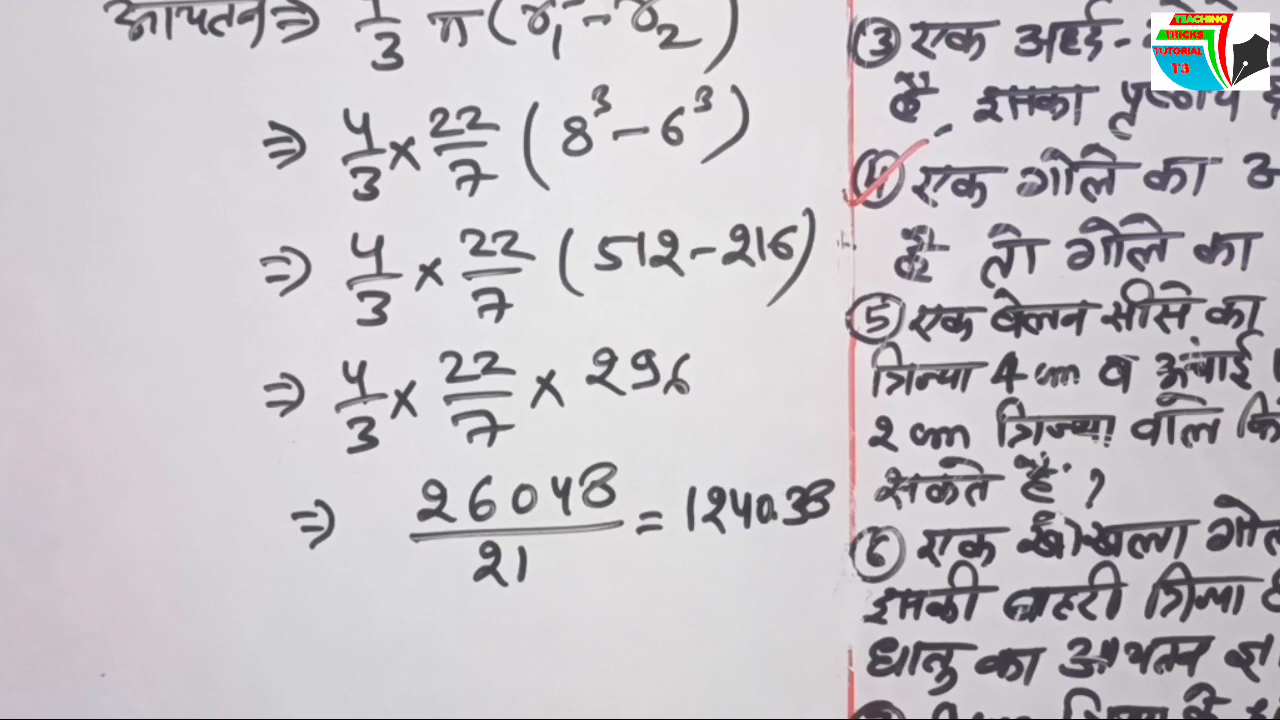 आयतन ⇒ 1/3 π (r₁ - r₂)
⇒ 4/3 × 22/7 (8³ - 6³)
⇒ 4/3 × 22/7 (512 - 216)
⇒ 4/3 × 22/7 × 296
⇒ 26048/21 = 1240.38
③ एक अर्द्ध-
है, इसका पृष्ठीय
④ एक गोले का
है तो गोले का
⑤ एक बेलन सीसे का
त्रिज्या 4 cm व ऊंचाई
2 cm त्रिज्या वाले
सकते हैं ?
⑥ एक खोखला
इसकी बाहरी त्रिज्या
धातु का आयतन
TEACHING
TRICKS
TUTORIAL
T3